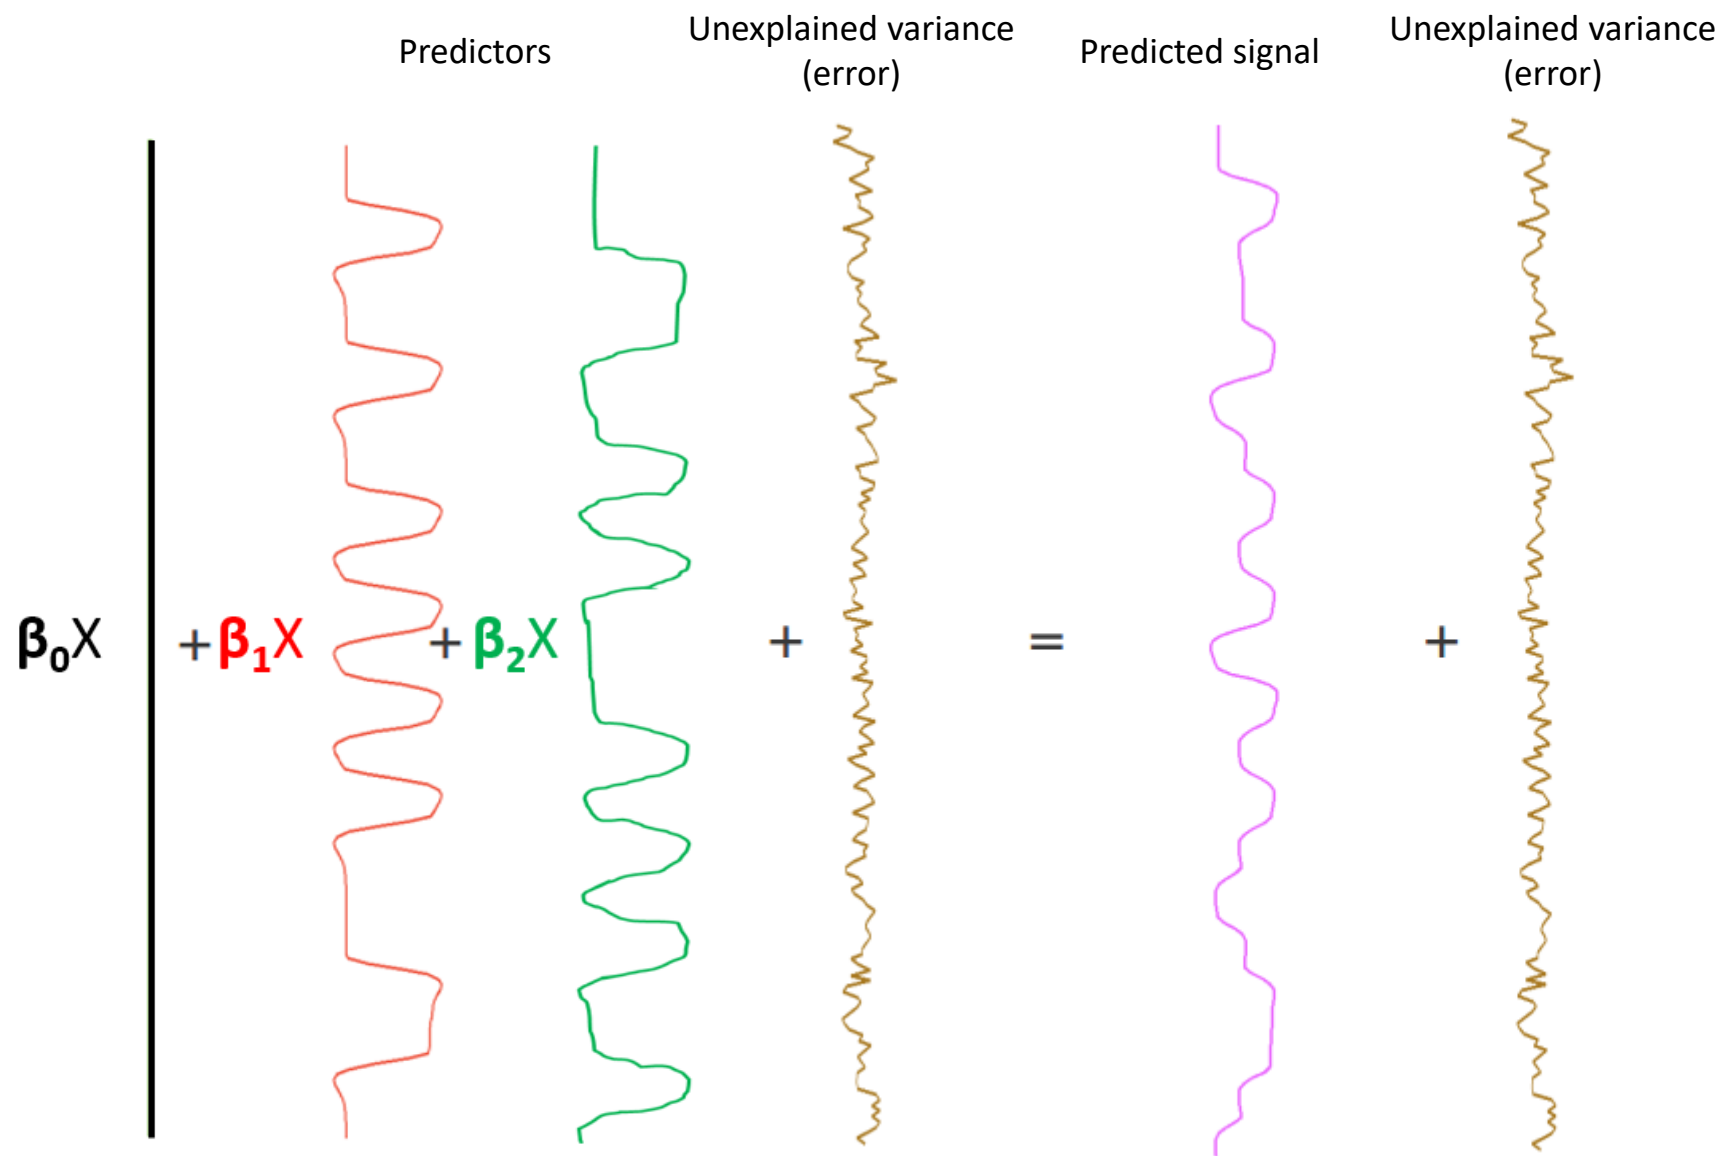 Predictors
Unexplained variance
(error)
Predicted signal
Unexplained variance
(error)
β₀X
+ β₁X
+ β₂X
+
=
+